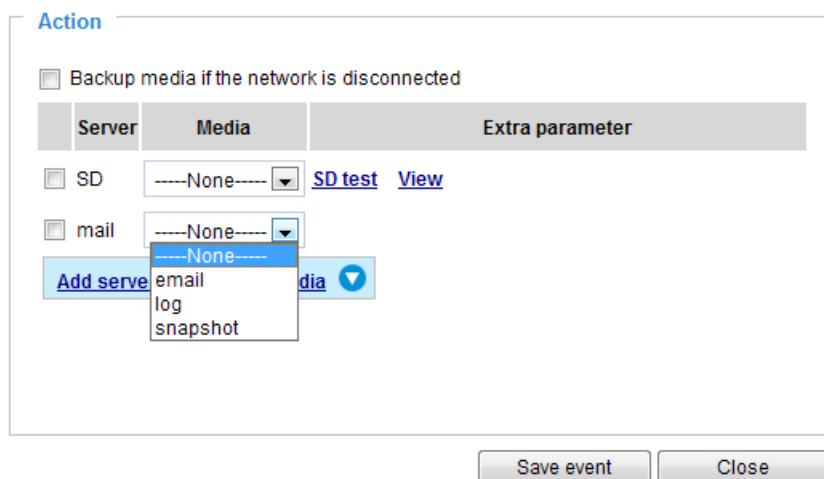 Action
Backup media if the network is disconnected
Server Media Extra parameter
SD -----None----- SD test View
mail -----None-----
-----None-----
Add serve dia
email
log
snapshot
Save event Close